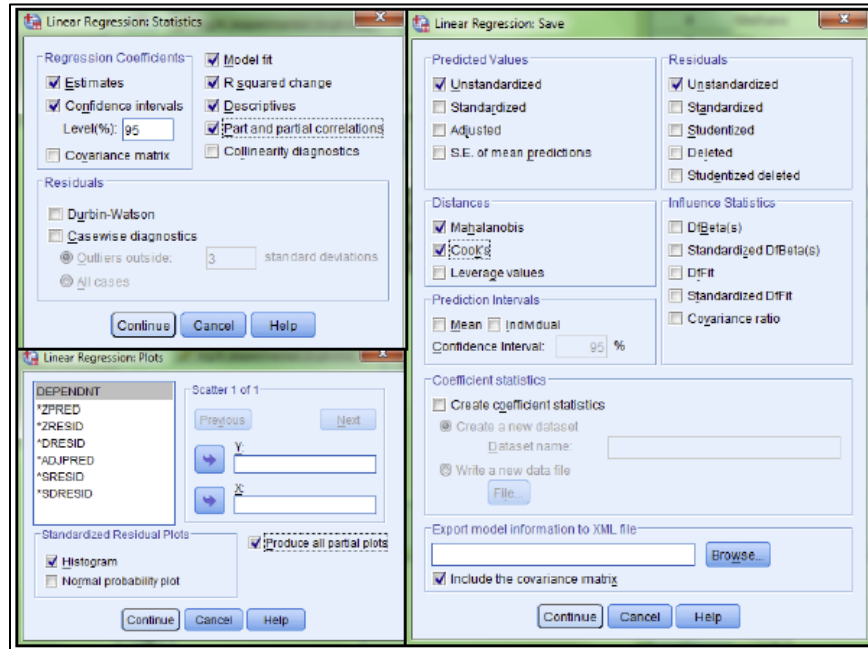 Linear Regression: Statistics
Regression Coefficients
Estimates
Confidence intervals
Level(%): 95
Covariance matrix
Model fit
R squared change
Descriptives
Part and partial correlations
Collinearity diagnostics
Residuals
Durbin-Watson
Casewise diagnostics
Outliers outside: 3 standard deviations
All cases
Continue Cancel Help
Linear Regression: Plots
DEPENDNT
*ZPRED
*ZRESID
*DRESID
*ADJPRED
*SRESID
*SDRESID
Scatter 1 of 1
Previous Next
Y:
X:
Standardized Residual Plots
Histogram
Normal probability plot
Produce all partial plots
Continue Cancel Help
Linear Regression: Save
Predicted Values
Unstandardized
Standardized
Adjusted
S.E. of mean predictions
Residuals
Unstandardized
Standardized
Studentized
Deleted
Studentized deleted
Distances
Mahalanobis
Cook's
Leverage values
Influence Statistics
DfBeta(s)
Standardized DfBeta(s)
DfFit
Standardized DfFit
Covariance ratio
Prediction Intervals
Mean Individual
Confidence Interval: 95 %
Coefficient statistics
Create coefficient statistics
Create a new dataset
Dataset name:
Write a new data file
File...
Export model information to XML file
Browse...
Include the covariance matrix
Continue Cancel Help